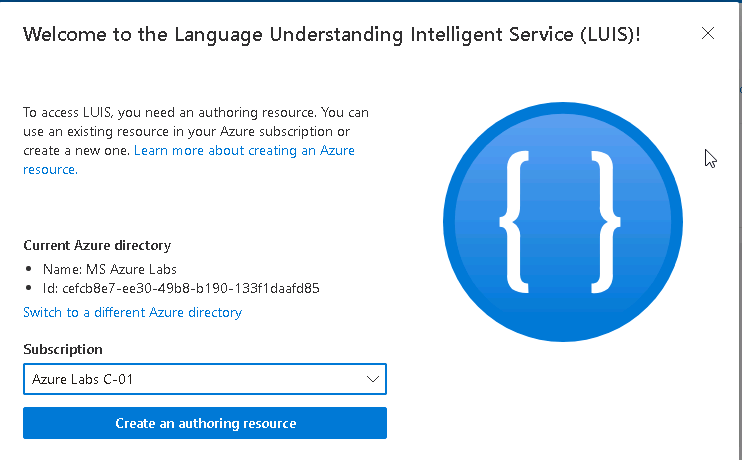 Welcome to the Language Understanding Intelligent Service (LUIS)!
To access LUIS, you need an authoring resource. You can
use an existing resource in your Azure subscription or
create a new one. Learn more about creating an Azure
resource.
Current Azure directory
• Name: MS Azure Labs
• Id: cefcb8e7-ee30-49b8-b190-133f1daafd85
Switch to a different Azure directory
Subscription
Azure Labs C-01
Create an authoring resource
{ }